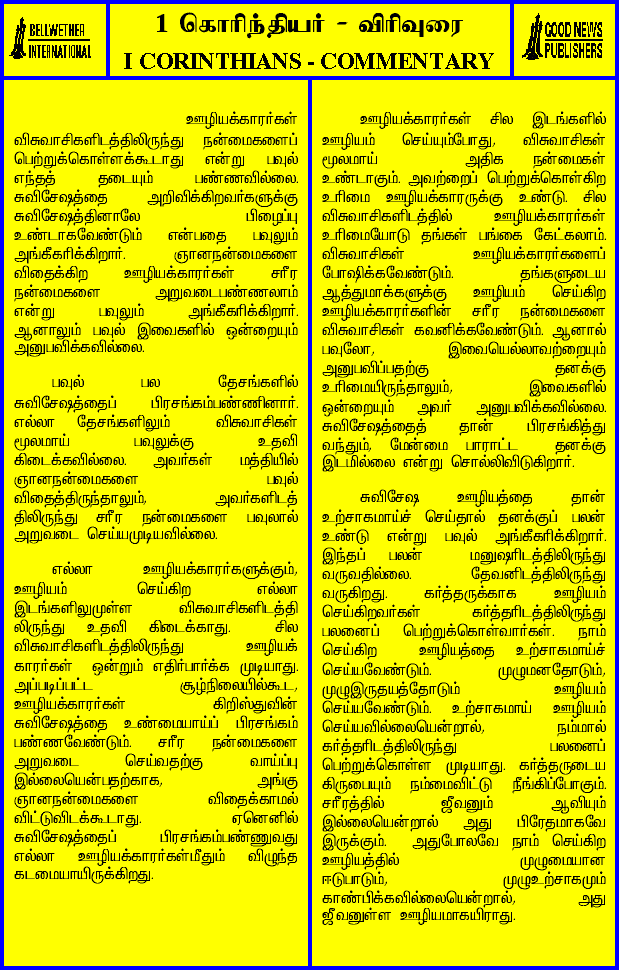 BELLWETHER
INTERNATIONAL
1 கொரிந்தியர் - விரிவுரை
I CORINTHIANS - COMMENTARY
GOOD NEWS
PUBLISHERS
ஊழியக்காரர்கள்
விசுவாசிகளிடத்திலிருந்து நன்மைகளைப்
பெற்றுக்கொள்ளக்கூடாது என்று பவுல்
எந்தத் தடையும் பண்ணவில்லை.
சுவிசேஷத்தை அறிவிக்கிறவர்களுக்கு
சுவிசேஷத்தினாலே பிழைப்பு
உண்டாகவேண்டும் என்பதை பவுலும்
அங்கீகரிக்கிறார். ஞானநன்மைகளை
விதைக்கிற ஊழியக்காரர்கள் சரீர
நன்மைகளை அறுவடைபண்ணலாம்
என்று பவுலும் அங்கீகரிக்கிறார்.
ஆனாலும் பவுல் இவைகளில் ஒன்றையும்
அனுபவிக்கவில்லை.
பவுல் பல தேசங்களில்
சுவிசேஷத்தைப் பிரசங்கம்பண்ணினார்.
எல்லா தேசங்களிலும் விசுவாசிகள்
மூலமாய் பவுலுக்கு உதவி
கிடைக்கவில்லை. அவர்கள் மத்தியில்
ஞானநன்மைகளை பவுல்
விதைத்திருந்தாலும், அவர்களிடத்
திலிருந்து சரீர நன்மைகளை பவுலால்
அறுவடை செய்யமுடியவில்லை.
எல்லா ஊழியக்காரர்களுக்கும்,
ஊழியம் செய்கிற எல்லா
இடங்களிலுமுள்ள விசுவாசிகளிடத்தி
லிருந்து உதவி கிடைக்காது. சில
விசுவாசிகளிடத்திலிருந்து ஊழியக்
காரர்கள் ஒன்றும் எதிர்பார்க்க முடியாது.
அப்படிப்பட்ட சூழ்நிலையில்கூட,
ஊழியக்காரர்கள் கிறிஸ்துவின்
சுவிசேஷத்தை உண்மையாய்ப் பிரசங்கம்
பண்ணவேண்டும். சரீர நன்மைகளை
அறுவடை செய்வதற்கு வாய்ப்பு
இல்லையென்பதற்காக, அங்கு
ஞானநன்மைகளை விதைக்காமல்
விட்டுவிடக்கூடாது. ஏனெனில்
சுவிசேஷத்தைப் பிரசங்கம்பண்ணுவது
எல்லா ஊழியக்காரர்கள்மீதும் விழுந்த
கடமையாயிருக்கிறது.
ஊழியக்காரர்கள் சில இடங்களில்
ஊழியம் செய்யும்போது, விசுவாசிகள்
மூலமாய் அதிக நன்மைகள்
உண்டாகும். அவற்றைப் பெற்றுக்கொள்கிற
உரிமை ஊழியக்காரருக்கு உண்டு. சில
விசுவாசிகளிடத்தில் ஊழியக்காரர்கள்
உரிமையோடு தங்கள் பங்கை கேட்கலாம்.
விசுவாசிகள் ஊழியக்காரர்களைப்
போஷிக்கவேண்டும். தங்களுடைய
ஆத்துமாக்களுக்கு ஊழியம் செய்கிற
ஊழியக்காரர்களின் சரீர நன்மைகளை
விசுவாசிகள் கவனிக்கவேண்டும். ஆனால்
பவுலோ, இவையெல்லாவற்றையும்
அனுபவிப்பதற்கு தனக்கு
உரிமையிருந்தாலும், இவைகளில்
ஒன்றையும் அவர் அனுபவிக்கவில்லை.
சுவிசேஷத்தைத் தான் பிரசங்கித்து
வந்தும், மேன்மை பாராட்ட தனக்கு
இடமில்லை என்று சொல்லிவிடுகிறார்.
சுவிசேஷ ஊழியத்தை தான்
உற்சாகமாய்ச் செய்தால் தனக்குப் பலன்
உண்டு என்று பவுல் அங்கீகரிக்கிறார்.
இந்தப் பலன் மனுஷரிடத்திலிருந்து
வருவதில்லை. தேவனிடத்திலிருந்து
வருகிறது. கர்த்தருக்காக ஊழியம்
செய்கிறவர்கள் கர்த்தரிடத்திலிருந்து
பலனைப் பெற்றுக்கொள்வார்கள். நாம்
செய்கிற ஊழியத்தை உற்சாகமாய்ச்
செய்யவேண்டும். முழுமனதோடும்,
முழுஇருதயத்தோடும் ஊழியம்
செய்யவேண்டும். உற்சாகமாய் ஊழியம்
செய்யவில்லையென்றால், நம்மால்
கர்த்தரிடத்திலிருந்து பலனைப்
பெற்றுக்கொள்ள முடியாது. கர்த்தருடைய
கிருபையும் நம்மைவிட்டு நீங்கிப்போகும்.
சரீரத்தில் ஜீவனும் ஆவியும்
இல்லையென்றால் அது பிரேதமாகவே
இருக்கும். அதுபோலவே நாம் செய்கிற
ஊழியத்தில் முழுமையான
ஈடுபாடும், முழுஉற்சாகமும்
காண்பிக்கவில்லையென்றால், அது
ஜீவனுள்ள ஊழியமாகயிராது.